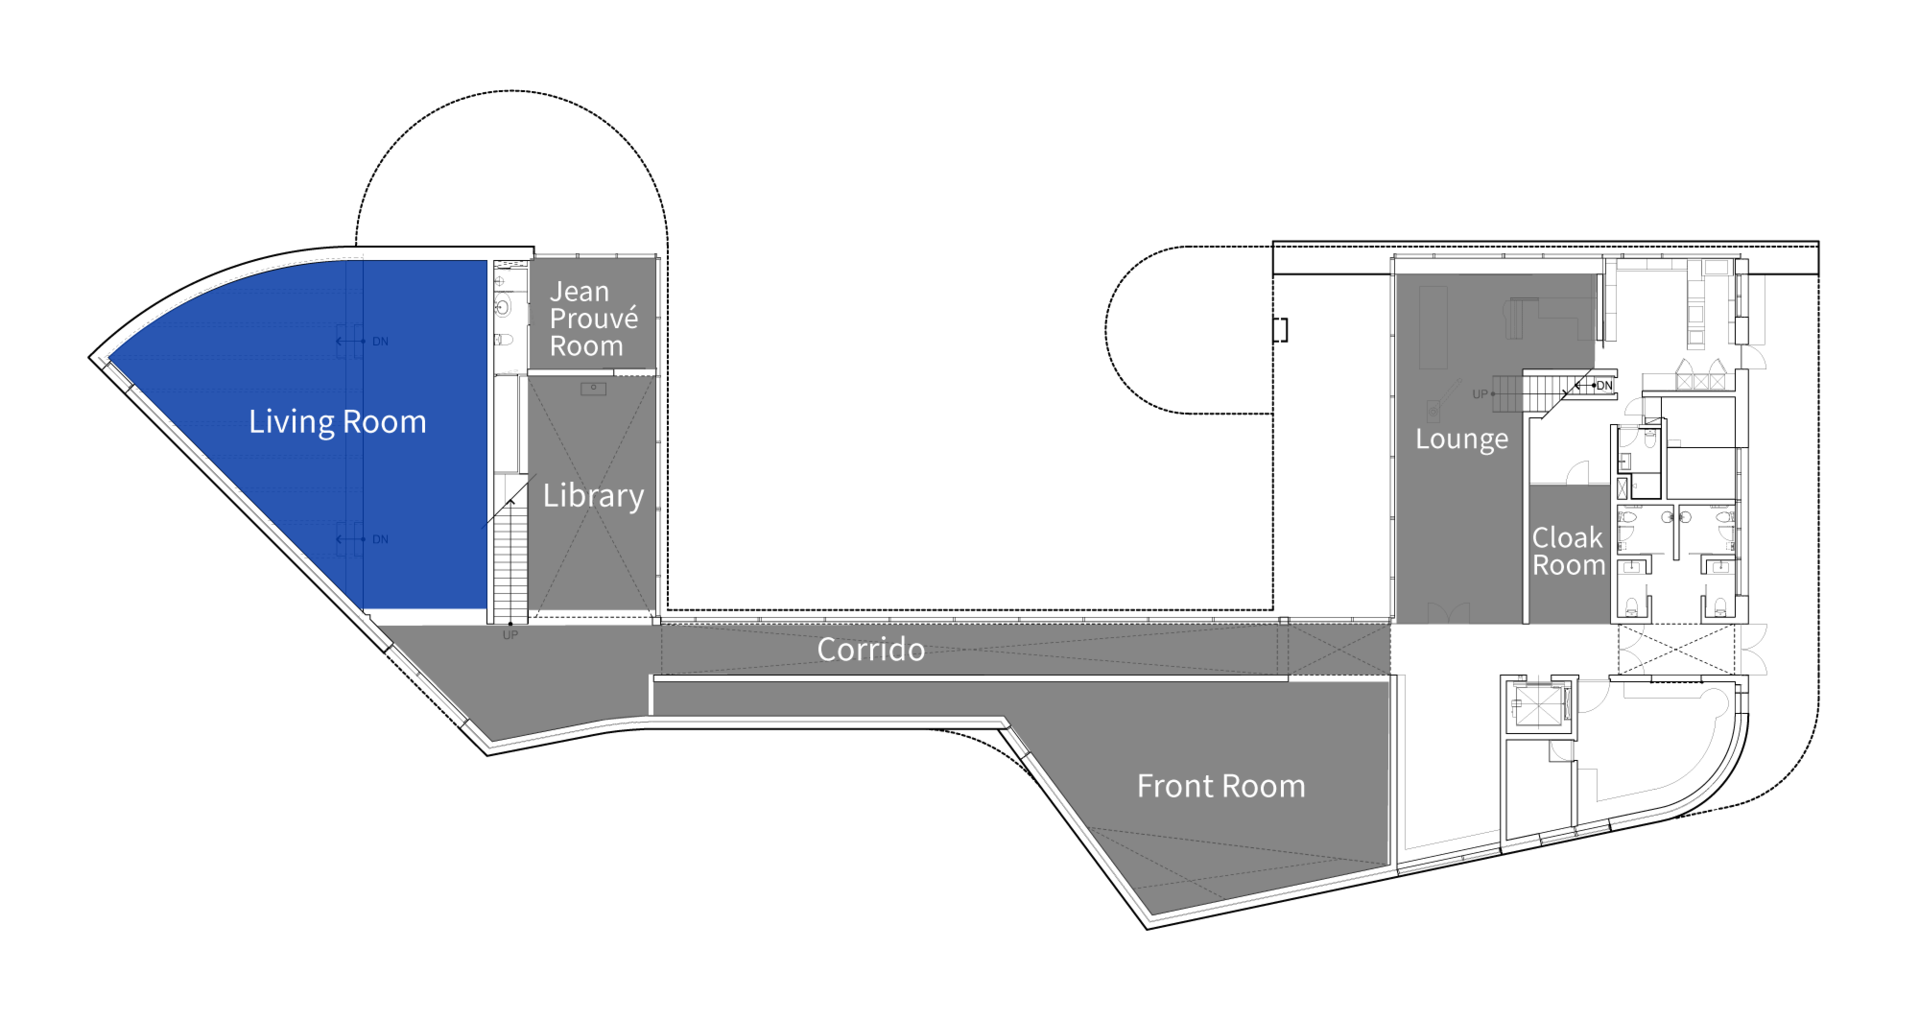 Jean
Prouvé
Room
DN
Living Room
UP
DN
Lounge
Library
Cloak
Room
DN
UP
Corrido
Front Room